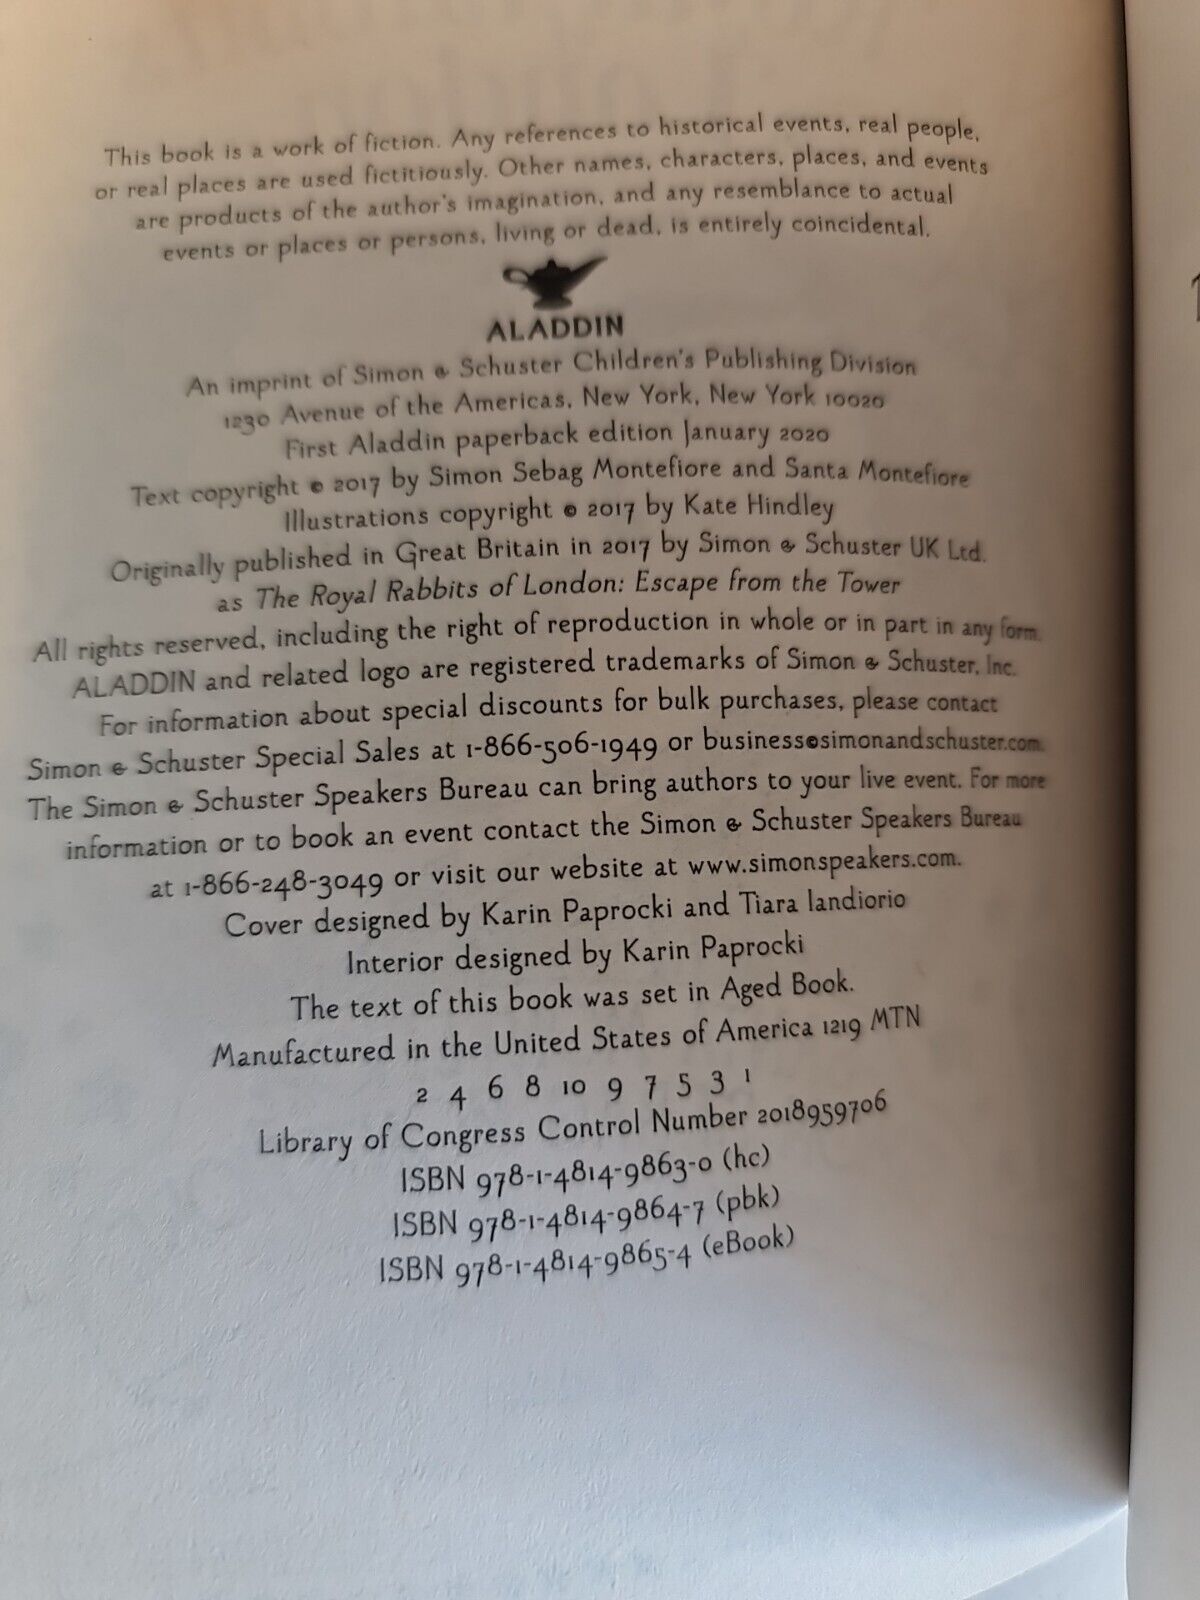 This book is a work of fiction. Any references to historical events, real people,
or real places are used fictitiously. Other names, characters, places, and events
are products of the author's imagination, and any resemblance to actual
events or places or persons, living or dead, is entirely coincidental.
ALADDIN
An imprint of Simon & Schuster Children's Publishing Division
1230 Avenue of the Americas, New York, New York 10020
First Aladdin paperback edition January 2020
Text copyright © 2017 by Simon Sebag Montefiore and Santa Montefiore
Illustrations copyright © 2017 by Kate Hindley
Originally published in Great Britain in 2017 by Simon & Schuster UK Ltd.
as The Royal Rabbits of London: Escape from the Tower
All rights reserved, including the right of reproduction in whole or in part in any form.
ALADDIN and related logo are registered trademarks of Simon & Schuster, Inc.
For information about special discounts for bulk purchases, please contact
Simon & Schuster Special Sales at 1-866-506-1949 or business@simonandschuster.com.
The Simon & Schuster Speakers Bureau can bring authors to your live event. For more
information or to book an event contact the Simon & Schuster Speakers Bureau
at 1-866-248-3049 or visit our website at www.simonspeakers.com.
Cover designed by Karin Paprocki and Tiara Iandiorio
Interior designed by Karin Paprocki
The text of this book was set in Aged Book.
Manufactured in the United States of America 1219 MTN
2 4 6 8 10 9 7 5 3 1
Library of Congress Control Number 2018959706
ISBN 978-1-4814-9863-0 (hc)
ISBN 978-1-4814-9864-7 (pbk)
ISBN 978-1-4814-9865-4 (eBook)